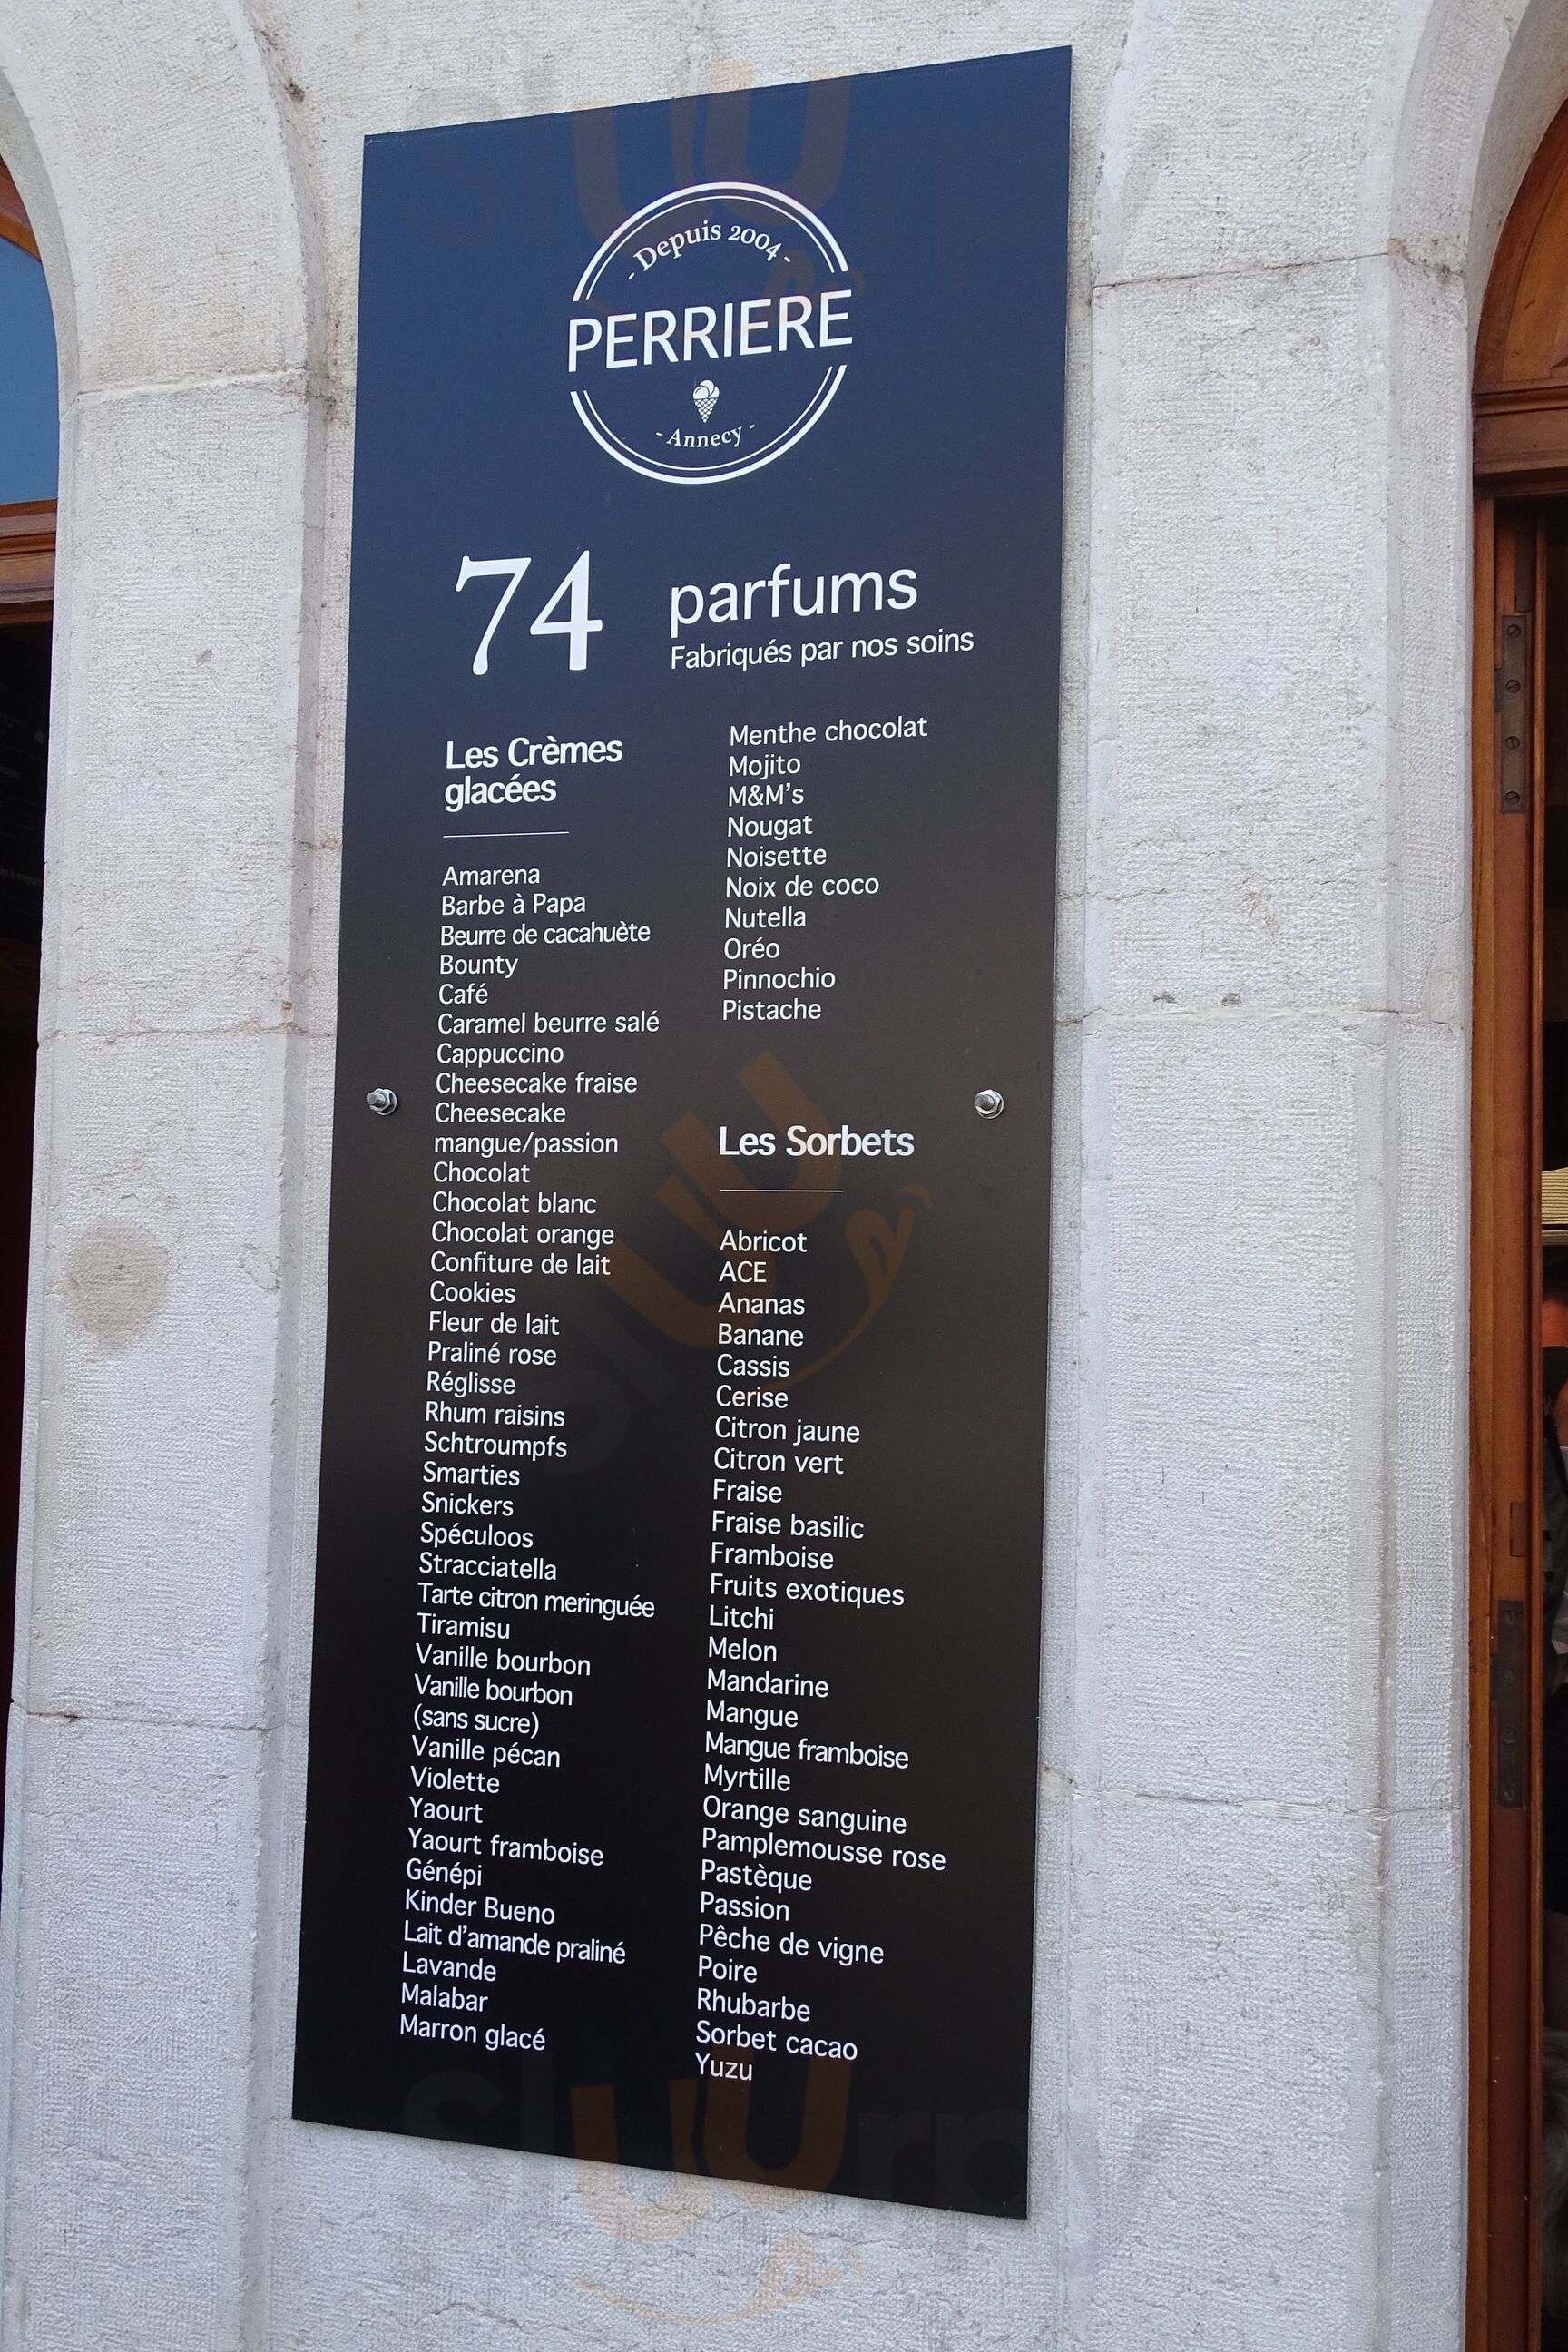 - Depuis 2004 -
PERRIERE
- Annecy -
74
parfums
Fabriqués par nos soins
Les Crèmes
glacées
Amarena
Barbe à Papa
Beurre de cacahuète
Bounty
Café
Caramel beurre salé
Cappuccino
Cheesecake fraise
Cheesecake
mangue/passion
Chocolat
Chocolat blanc
Chocolat orange
Confiture de lait
Cookies
Fleur de lait
Praliné rose
Réglisse
Rhum raisins
Schtroumpfs
Smarties
Snickers
Spéculoos
Stracciatella
Tarte citron meringuée
Tiramisu
Vanille bourbon
Vanille bourbon
(sans sucre)
Vanille pécan
Violette
Yaourt
Yaourt framboise
Génépi
Kinder Bueno
Lait d'amande praliné
Lavande
Malabar
Marron glacé
Menthe chocolat
Mojito
M&M's
Nougat
Noisette
Noix de coco
Nutella
Oréo
Pinnochio
Pistache
Les Sorbets
Abricot
ACE
Ananas
Banane
Cassis
Cerise
Citron jaune
Citron vert
Fraise
Fraise basilic
Framboise
Fruits exotiques
Litchi
Melon
Mandarine
Mangue
Mangue framboise
Myrtille
Orange sanguine
Pamplemousse rose
Pastèque
Passion
Pêche de vigne
Poire
Rhubarbe
Sorbet cacao
Yuzu
sluurpy